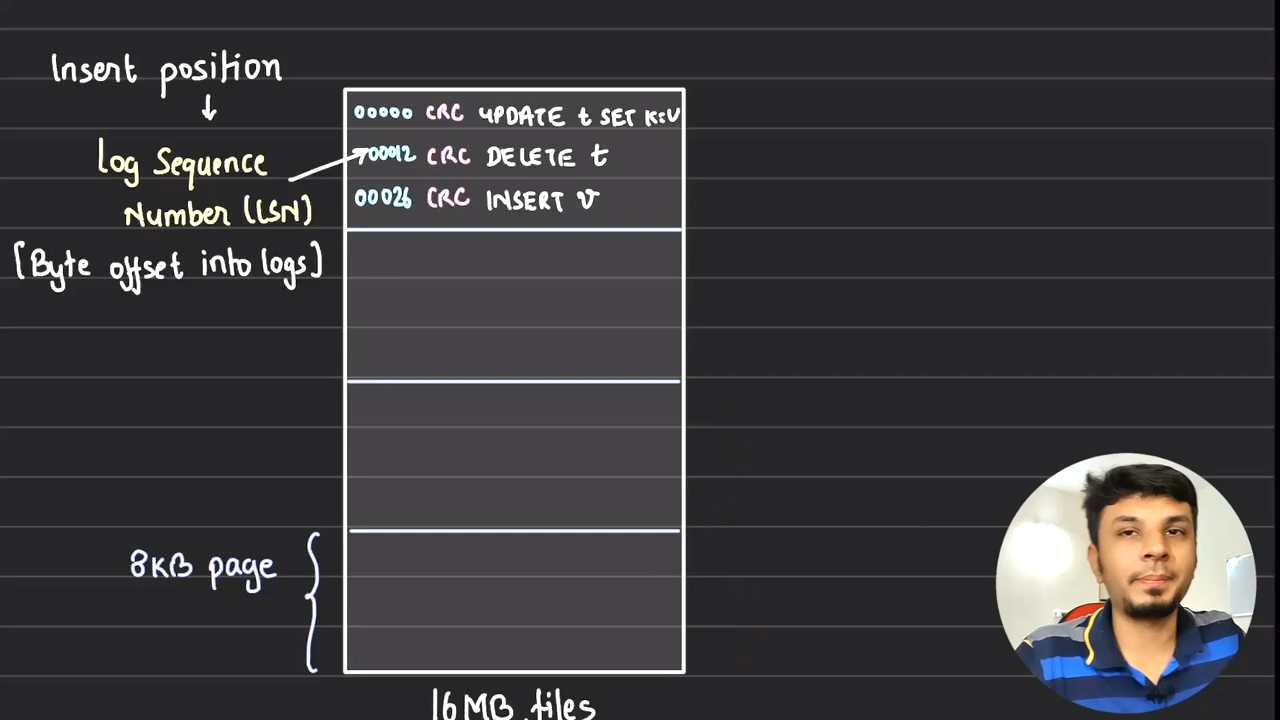 Insert position
↓
Log Sequence
Number (LSN)
[Byte offset into logs]
00000 CRC UPDATE t SET K=V
00012 CRC DELETE t
00026 CRC INSERT v
8KB page
16MB files